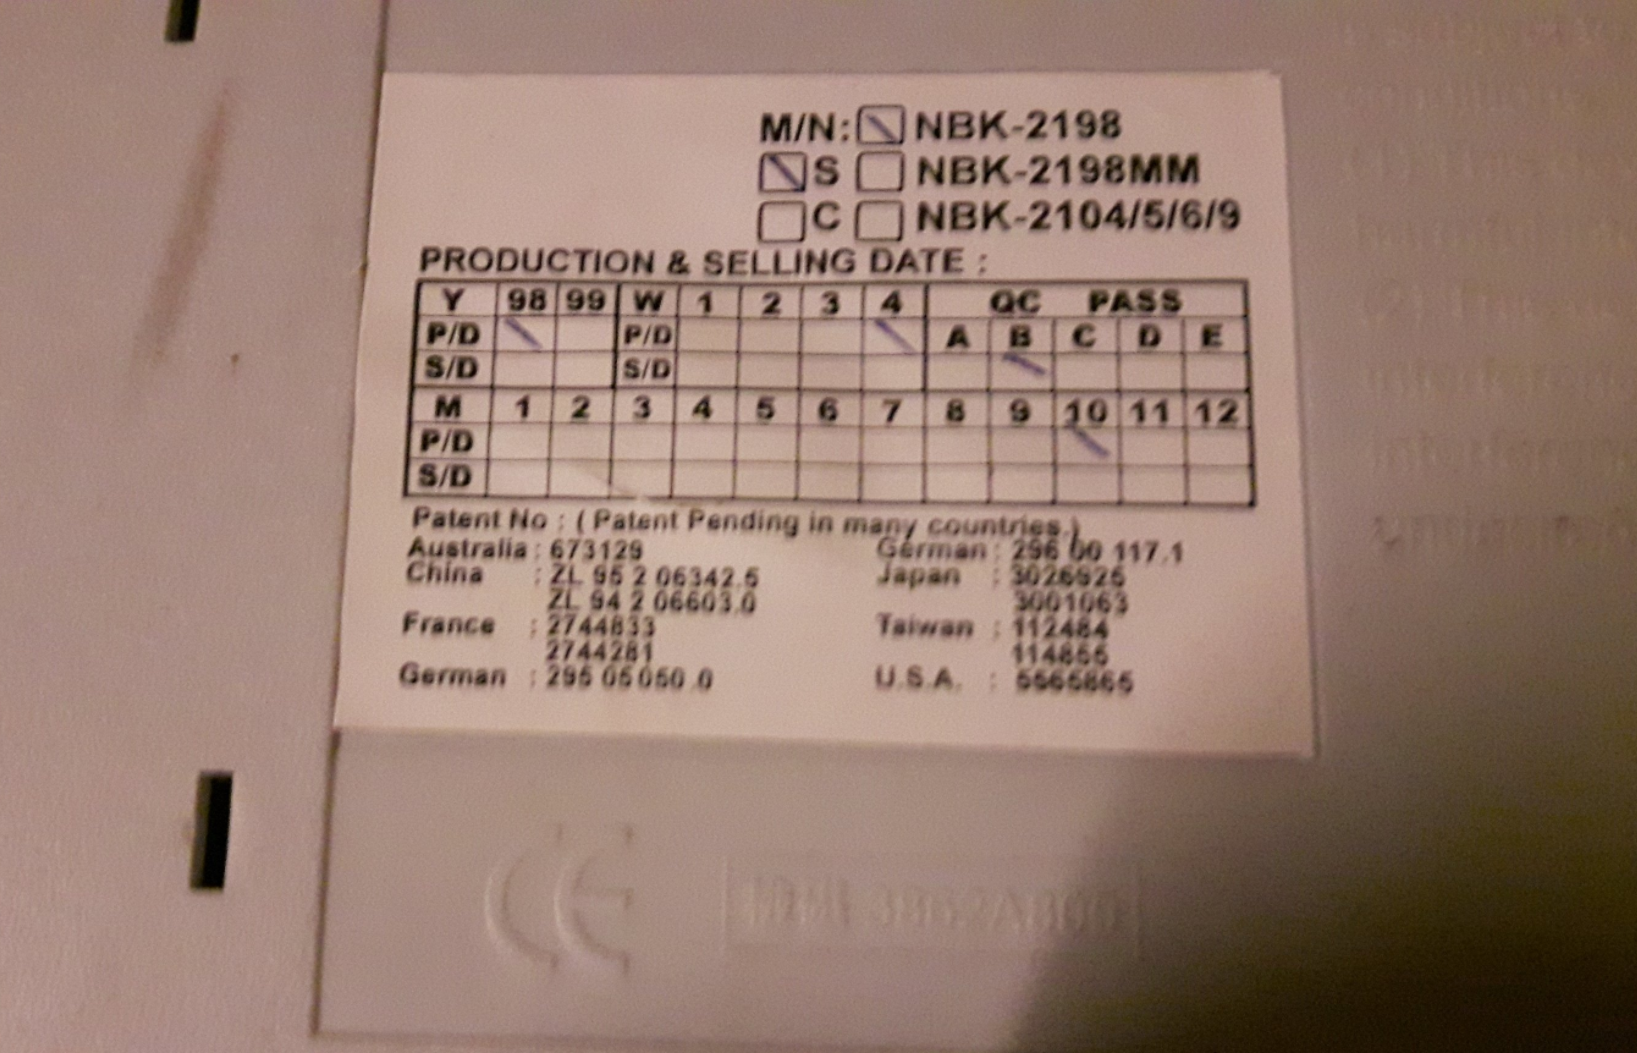 M/N: NBK-2198
S NBK-2198MM
C NBK-2104/5/6/9
PRODUCTION & SELLING DATE :
Y 98 99 W 1 2 3 4 QC PASS
P/D P/D A B C D E
S/D S/D
M 1 2 3 4 5 6 7 8 9 10 11 12
P/D
S/D
Patent No : ( Patent Pending in many countries.)
Australia : 673129 German : 296 00 117.1
China : ZL 95 2 06342.5 Japan : 3026926
ZL 94 2 06603.0 3001063
France : 2744833 Taiwan : 112484
2744281
German : 295 05 050 .0 U.S.A. :
CE